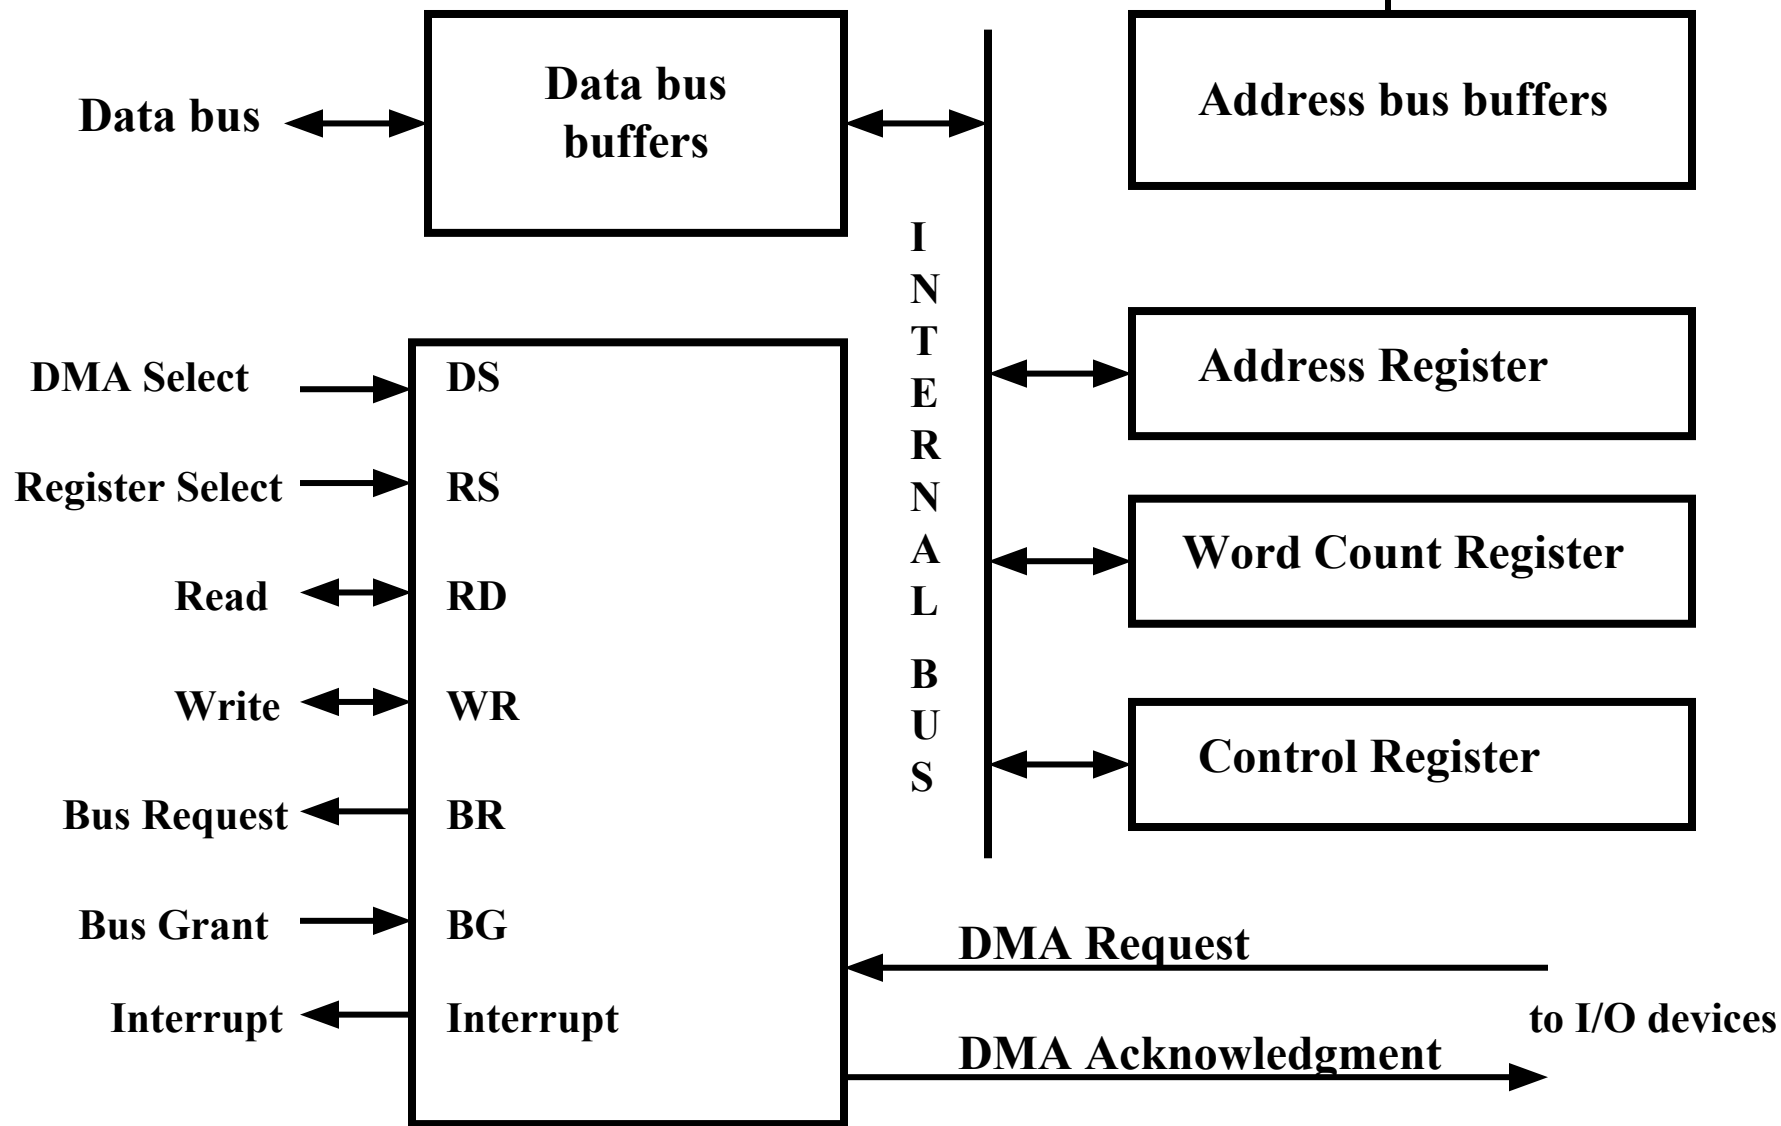 Data bus
Data bus
buffers
Address bus buffers
INTERNAL BUS
DMA Select
DS
Register Select
RS
Read
RD
Write
WR
Bus Request
BR
Bus Grant
BG
Interrupt
Interrupt
Address Register
Word Count Register
Control Register
DMA Request
to I/O devices
DMA Acknowledgment